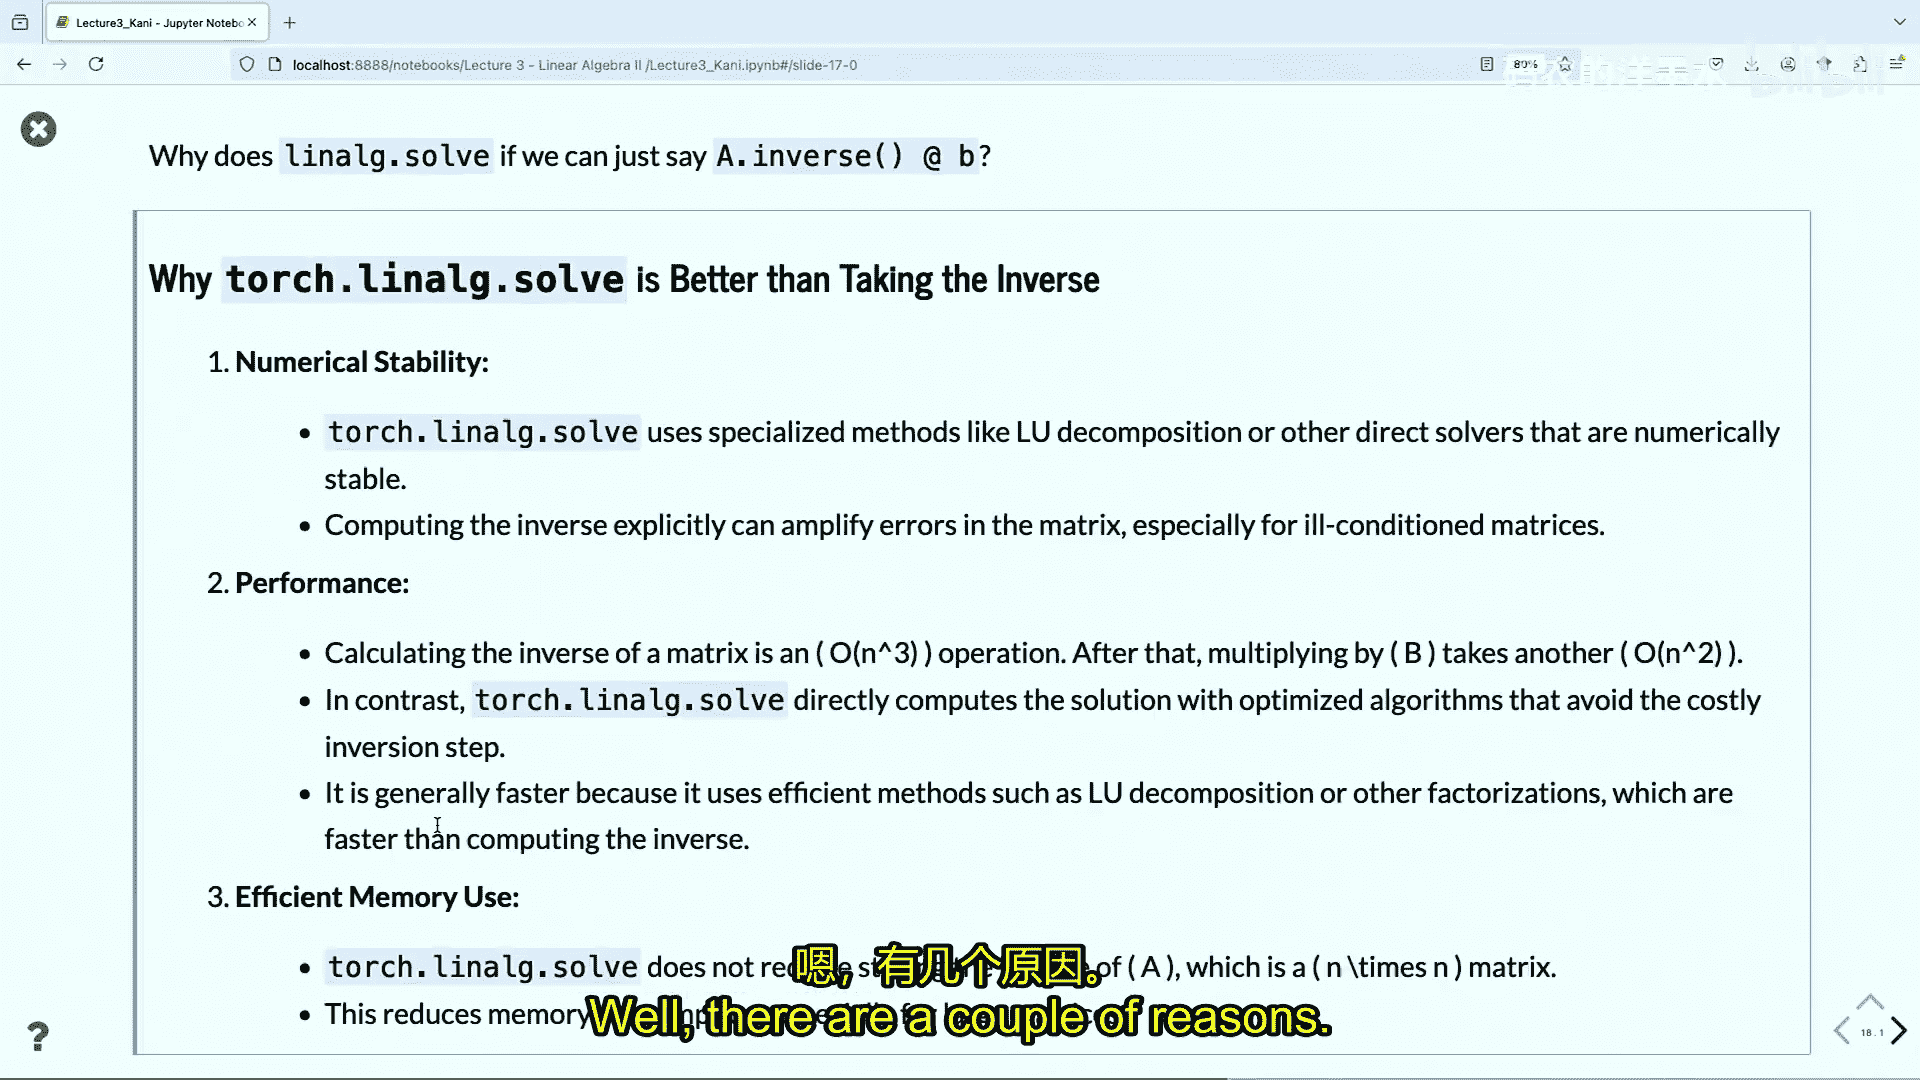 Lecture3_Kani - Jupyter Notebo
localhost:8888/notebooks/Lecture 3 - Linear Algebra II /Lecture3_Kani.ipynb#/slide-17-0
80%
Why does linalg.solve if we can just say A.inverse() @ b?
Why torch.linalg.solve is Better than Taking the Inverse
1. Numerical Stability:
• torch.linalg.solve uses specialized methods like LU decomposition or other direct solvers that are numerically
stable.
• Computing the inverse explicitly can amplify errors in the matrix, especially for ill-conditioned matrices.
2. Performance:
• Calculating the inverse of a matrix is an ( O(n^3) ) operation. After that, multiplying by ( B ) takes another ( O(n^2) ).
• In contrast, torch.linalg.solve directly computes the solution with optimized algorithms that avoid the costly
inversion step.
• It is generally faster because it uses efficient methods such as LU decomposition or other factorizations, which are
faster than computing the inverse.
3. Efficient Memory Use:
• torch.linalg.solve does not of ( A ), which is a ( n \times n ) matrix.
• This reduces memory
嗯，有几个原因。
Well, there are a couple of reasons.
?
18.1